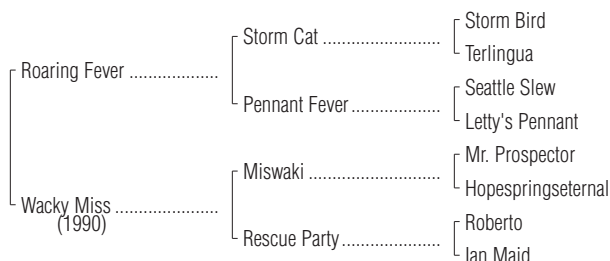 Storm Bird
Storm Cat ........................................
Terlingua
Roaring Fever .......................
Seattle Slew
Pennant Fever..............................
Letty's Pennant
Mr. Prospector
Miswaki ............................................
Hopespringseternal
Wacky Miss ..........................
(1990)
Roberto
Rescue Party................................
Ian Maid